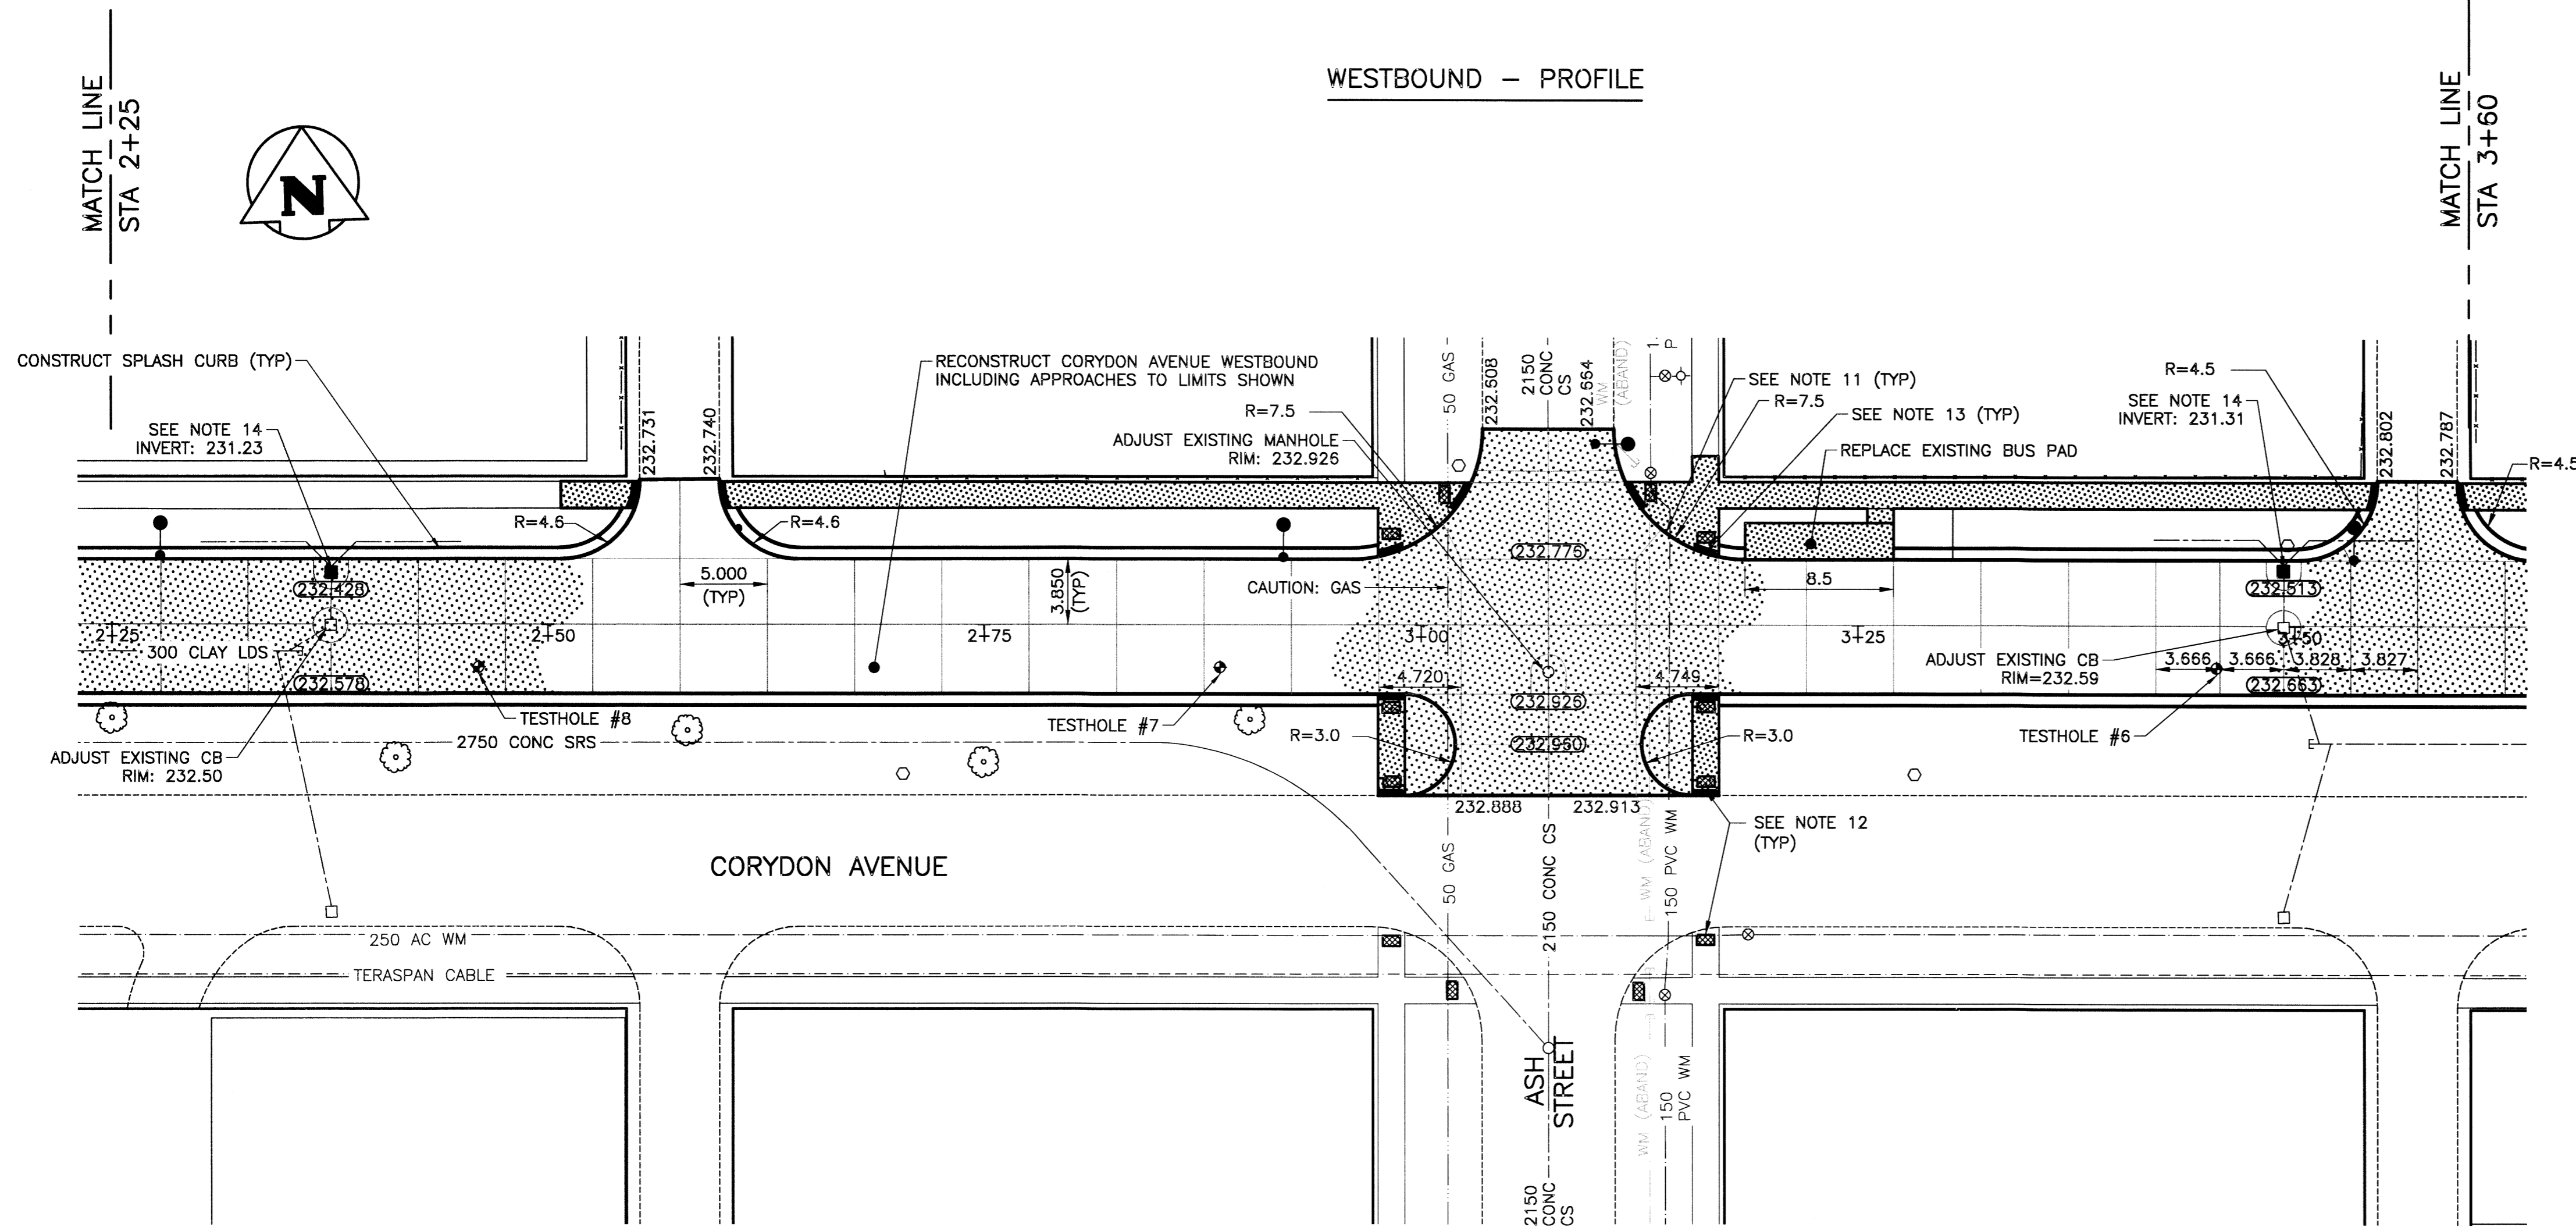 WESTBOUND – PROFILE
MATCH LINE
STA 2+25
N
MATCH LINE
STA 3+60
CONSTRUCT SPLASH CURB (TYP)
SEE NOTE 14
INVERT: 231.23
232.731
232.740
RECONSTRUCT CORYDON AVENUE WESTBOUND
INCLUDING APPROACHES TO LIMITS SHOWN
R=7.5
ADJUST EXISTING MANHOLE
RIM: 232.926
50 GAS
232.608
2150
CONC
CS
232.664
WM
(ABAND)
SEE NOTE 11 (TYP)
R=7.5
SEE NOTE 13 (TYP)
REPLACE EXISTING BUS PAD
R=4.5
SEE NOTE 14
INVERT: 231.31
232.802
232.787
R=4.5
R=4.6
R=4.6
232.428
5.000
(TYP)
3.850
(TYP)
CAUTION: GAS
232.775
8.5
232.513
2+25
2+50
2+75
3+00
3+25
3+50
300 CLAY LDS
232.578
4.720
4.749
232.925
232.950
ADJUST EXISTING CB
RIM=232.59
3.666
3.666
3.828
3.827
232.663
TESTHOLE #8
2750 CONC SRS
TESTHOLE #7
R=3.0
R=3.0
TESTHOLE #6
ADJUST EXISTING CB
RIM: 232.50
232.888
232.913
SEE NOTE 12
(TYP)
CORYDON AVENUE
50 GAS
2150 CONC CS
WM (ABAND)
150 PVC WM
250 AC WM
TERASPAN CABLE
ASH
STREET
WM (ABAND)
150
PVC WM
2150
CONC
CS